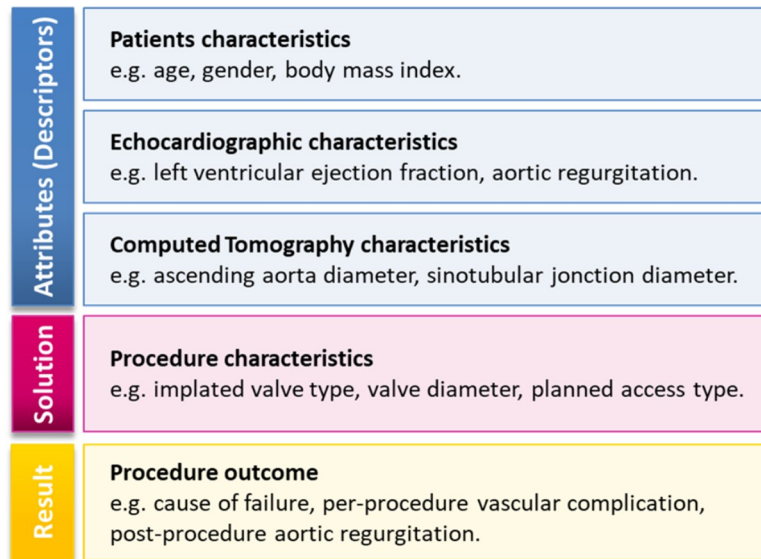 Attributes (Descriptors)
Patients characteristics
e.g. age, gender, body mass index.
Echocardiographic characteristics
e.g. left ventricular ejection fraction, aortic regurgitation.
Computed Tomography characteristics
e.g. ascending aorta diameter, sinotubular jonction diameter.
Solution
Procedure characteristics
e.g. implated valve type, valve diameter, planned access type.
Result
Procedure outcome
e.g. cause of failure, per-procedure vascular complication,
post-procedure aortic regurgitation.